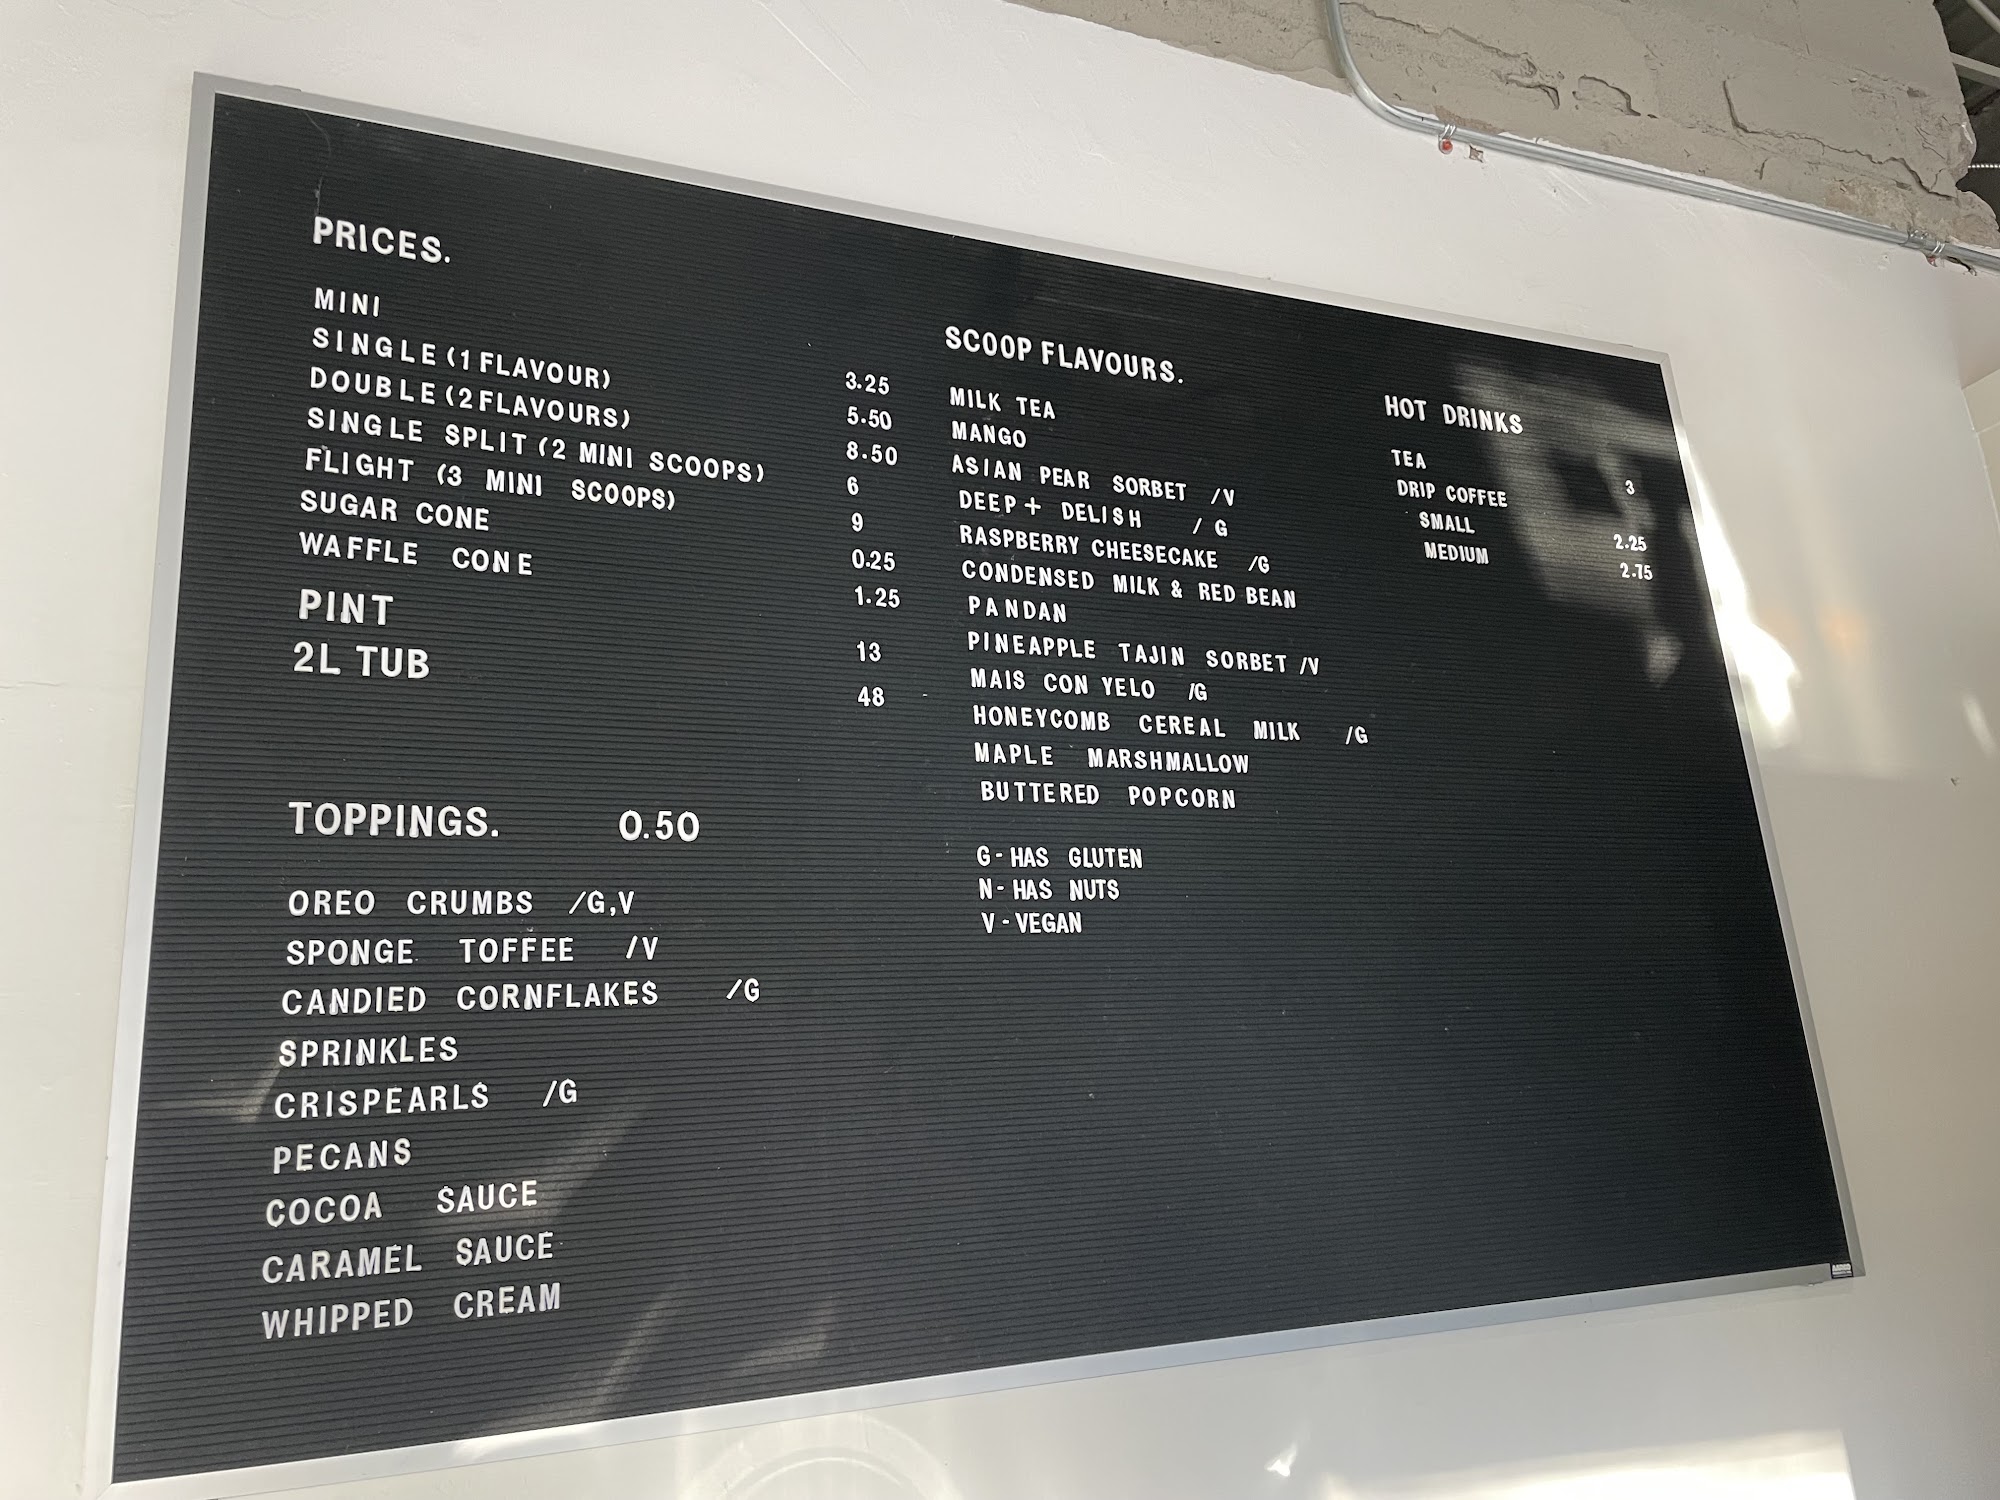 PRICES.
MINI 3.25
SINGLE (1 FLAVOUR) 5.50
DOUBLE (2 FLAVOURS) 8.50
SINGLE SPLIT (2 MINI SCOOPS) 6
FLIGHT (3 MINI SCOOPS) 9
SUGAR CONE 0.25
WAFFLE CONE 1.25
PINT 13
2L TUB 48
TOPPINGS. 0.50
OREO CRUMBS /G,V
SPONGE TOFFEE /V
CANDIED CORNFLAKES /G
SPRINKLES
CRISPEARLS /G
PECANS
COCOA SAUCE
CARAMEL SAUCE
WHIPPED CREAM
SCOOP FLAVOURS.
MILK TEA
MANGO
ASIAN PEAR SORBET /V
DEEP + DELISH / G
RASPBERRY CHEESECAKE /G
CONDENSED MILK & RED BEAN
PANDAN
PINEAPPLE TAJIN SORBET /V
MAIS CON YELO /G
HONEYCOMB CEREAL MILK /G
MAPLE MARSHMALLOW
BUTTERED POPCORN
G - HAS GLUTEN
N - HAS NUTS
V - VEGAN
HOT DRINKS
TEA 3
DRIP COFFEE
SMALL 2.25
MEDIUM 2.75